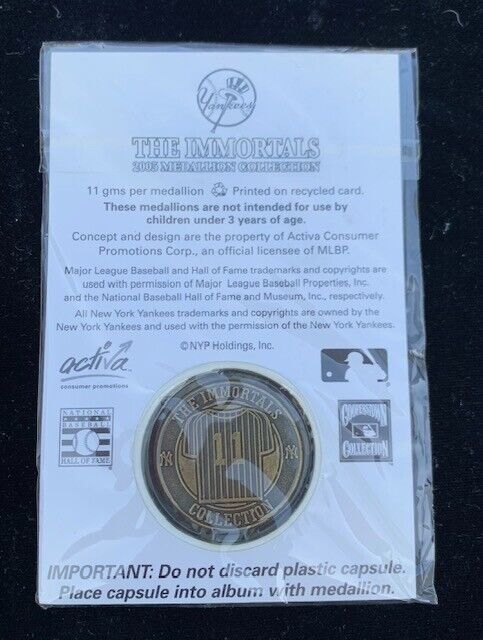 Yankees
THE IMMORTALS
2005 MEDALLION COLLECTION
11 gms per medallion Printed on recycled card.
These medallions are not intended for use by
children under 3 years of age.
Concept and design are the property of Activa Consumer
Promotions Corp., an official licensee of MLBP.
Major League Baseball and Hall of Fame trademarks and copyrights are
used with permission of Major League Baseball Properties, Inc.
and the National Baseball Hall of Fame and Museum, Inc., respectively.
All New York Yankees trademarks and copyrights are owned by the
New York Yankees and used with the permission of the New York Yankees.
©NYP Holdings, Inc.
activa
consumer promotions
NATIONAL
BASEBALL
HALL OF FAME
THE IMMORTALS
NY 11 NY
COLLECTION
COOPERSTOWN
COLLECTION
IMPORTANT: Do not discard plastic capsule.
Place capsule into album with medallion.